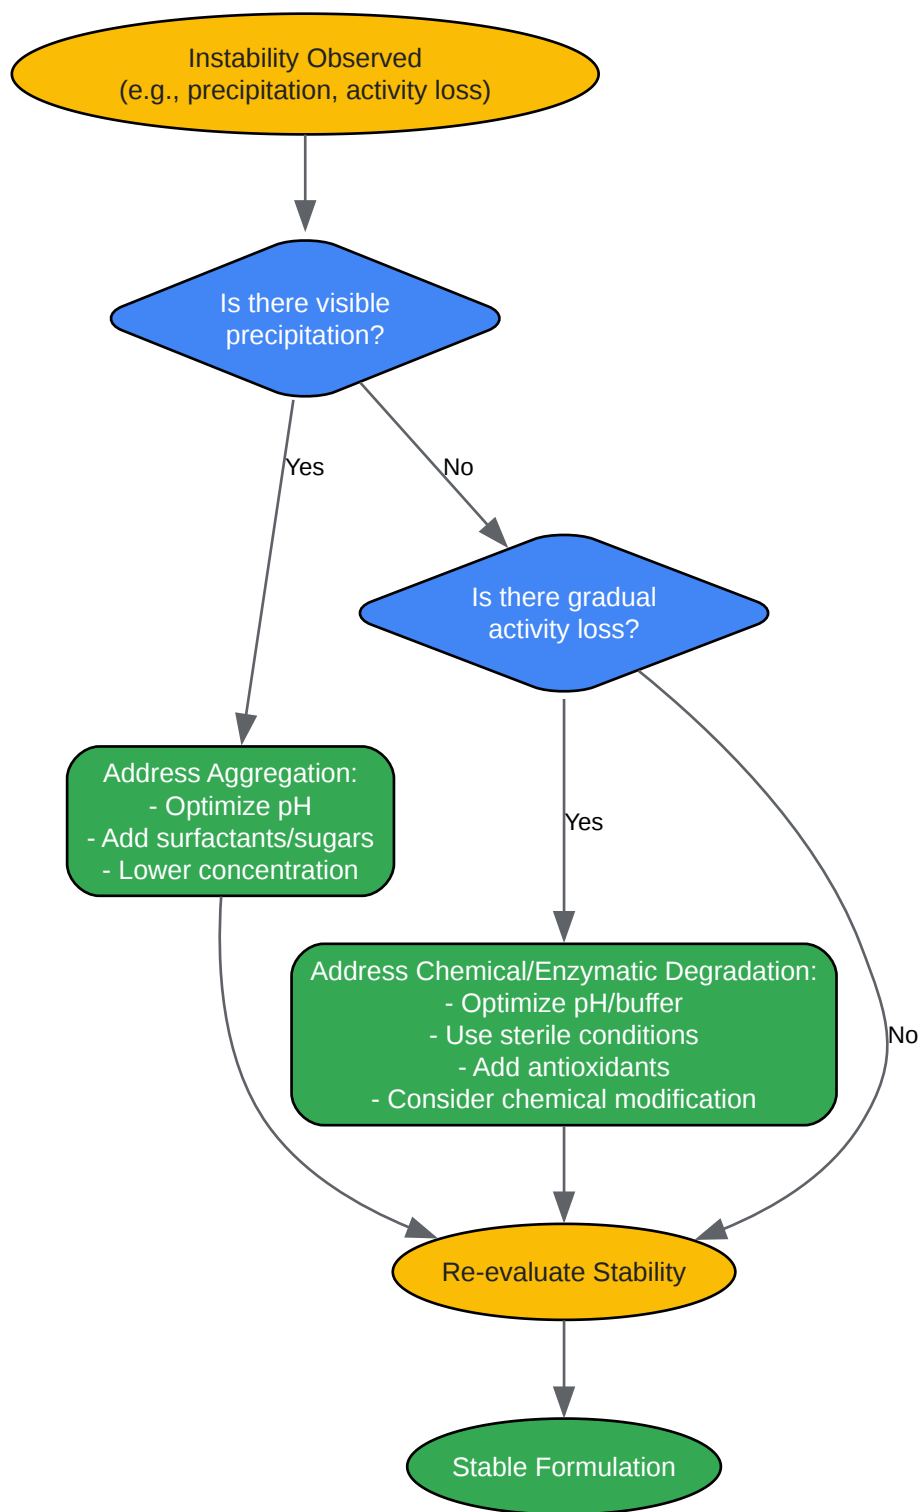 Instability Observed
(e.g., precipitation, activity loss)
Is there visible
precipitation?
Yes
No
Is there gradual
activity loss?
Address Aggregation:
- Optimize pH
- Add surfactants/sugars
- Lower concentration
Yes
Address Chemical/Enzymatic Degradation:
- Optimize pH/buffer
- Use sterile conditions
- Add antioxidants
- Consider chemical modification
No
Re-evaluate Stability
Stable Formulation